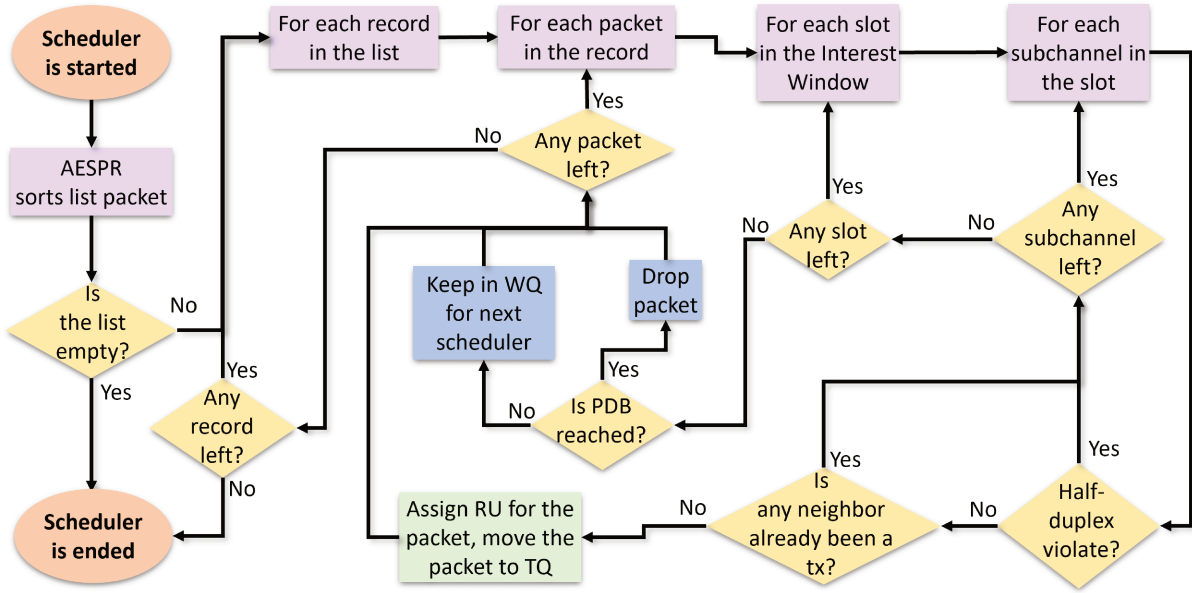 Scheduler
is started
AESPR
sorts list packet
Is
the list
empty?
No
Yes
Scheduler
is ended
Any
record
left?
Yes
No
For each record
in the list
For each packet
in the record
Yes
Any packet
left?
No
For each slot
in the Interest
Window
Yes
Any slot
left?
No
For each
subchannel in
the slot
Yes
Any
subchannel
left?
No
Keep in WQ
for next
scheduler
Drop
packet
Yes
Is PDB
reached?
No
Assign RU for the
packet, move the
packet to TQ
Yes
Is
any neighbor
already been a
tx?
No
Yes
Half-
duplex
violate?
No